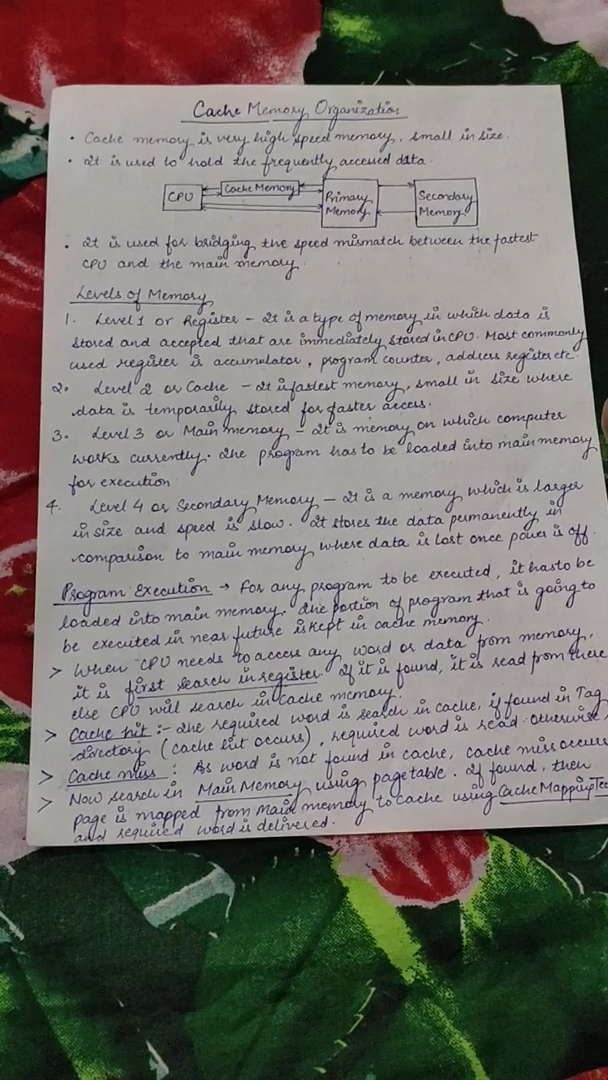 Cache Memory Organization
• Cache memory is very high speed memory, small in size.
• It is used to hold the frequently accessed data.
CPU
Cache Memory
Primary Memory
Secondary Memory
• It is used for bridging the speed mismatch between the fastest
CPU and the main memory.
Levels of Memory
1. Level 1 or Register – It is a type of memory in which data is
stored and accepted that are immediately stored in CPU. Most commonly
used register is accumulator, program counter, address register etc.
2. Level 2 or Cache – It is fastest memory, small in size where
data is temporarily stored for faster access.
3. Level 3 or Main memory – It is memory on which computer
works currently. The program has to be loaded into main memory
for execution.
4. Level 4 or Secondary Memory – It is a memory which is larger
in size and speed is slow. It stores the data permanently in
comparison to main memory where data is lost once power is off.
Program Execution → For any program to be executed, it has to be
loaded into main memory. The portion of program that is going to
be executed in near future is kept in cache memory.
> When CPU needs to access any word or data from memory,
it is first search in register. If it is found, it is read from there
else CPU will search in cache memory.
> Cache hit :- The required word is search in cache, if found in Tag
directory (cache hit occurs), required word is read. Otherwise,
> Cache miss : As word is not found in cache, cache miss occurs
> Now search in Main Memory using page table. If found, then
page is mapped from main memory to cache using Cache Mapping Tec
and required word is delivered.